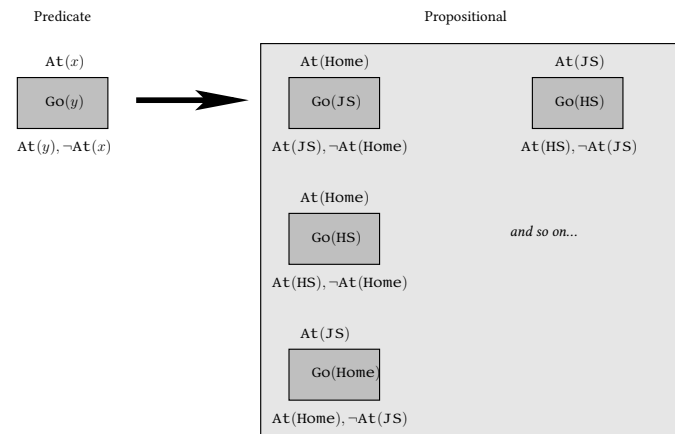 Predicate
Propositional
At(x)
Go(y)
At(y), ¬At(x)
At(Home)
Go(JS)
At(JS), ¬At(Home)
At(JS)
Go(HS)
At(HS), ¬At(JS)
At(Home)
Go(HS)
At(HS), ¬At(Home)
and so on...
At(JS)
Go(Home)
At(Home), ¬At(JS)